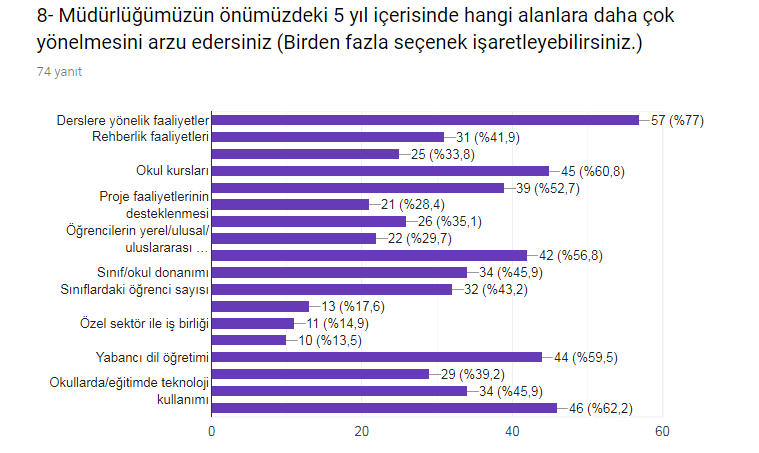 8- Müdürlüğümüzün önümüzdeki 5 yıl içerisinde hangi alanlara daha çok
yönelmesini arzu edersiniz (Birden fazla seçenek işaretleyebilirsiniz.)
74 yanıt
Derslere yönelik faaliyetler
57 (%77)
Rehberlik faaliyetleri
31 (%41,9)
25 (%33,8)
Okul kursları
45 (%60,8)
39 (%52,7)
Proje faaliyetlerinin
desteklenmesi
21 (%28,4)
26 (%35,1)
Öğrencilerin yerel/ulusal/
uluslararası …
22 (%29,7)
42 (%56,8)
Sınıf/okul donanımı
34 (%45,9)
Sınıflardaki öğrenci sayısı
32 (%43,2)
13 (%17,6)
Özel sektör ile iş birliği
11 (%14,9)
10 (%13,5)
Yabancı dil öğretimi
44 (%59,5)
29 (%39,2)
Okullarda/eğitimde teknoloji
kullanımı
34 (%45,9)
46 (%62,2)
0
20
40
60